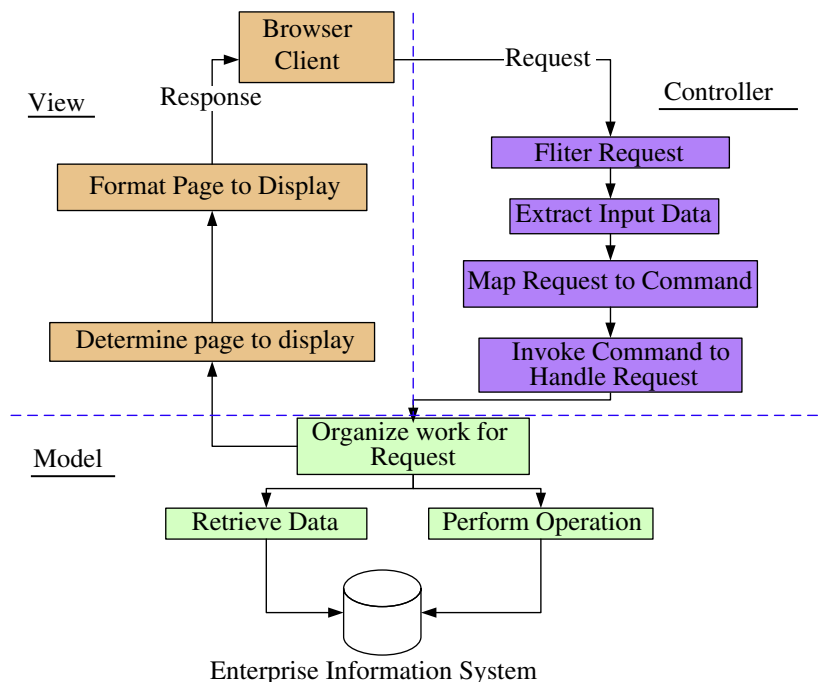 Browser
Client
Request
Response
View
Controller
Fliter Request
Format Page to Display
Extract Input Data
Map Request to Command
Determine page to display
Invoke Command to
Handle Request
Organize work for
Request
Model
Retrieve Data
Perform Operation
Enterprise Information System